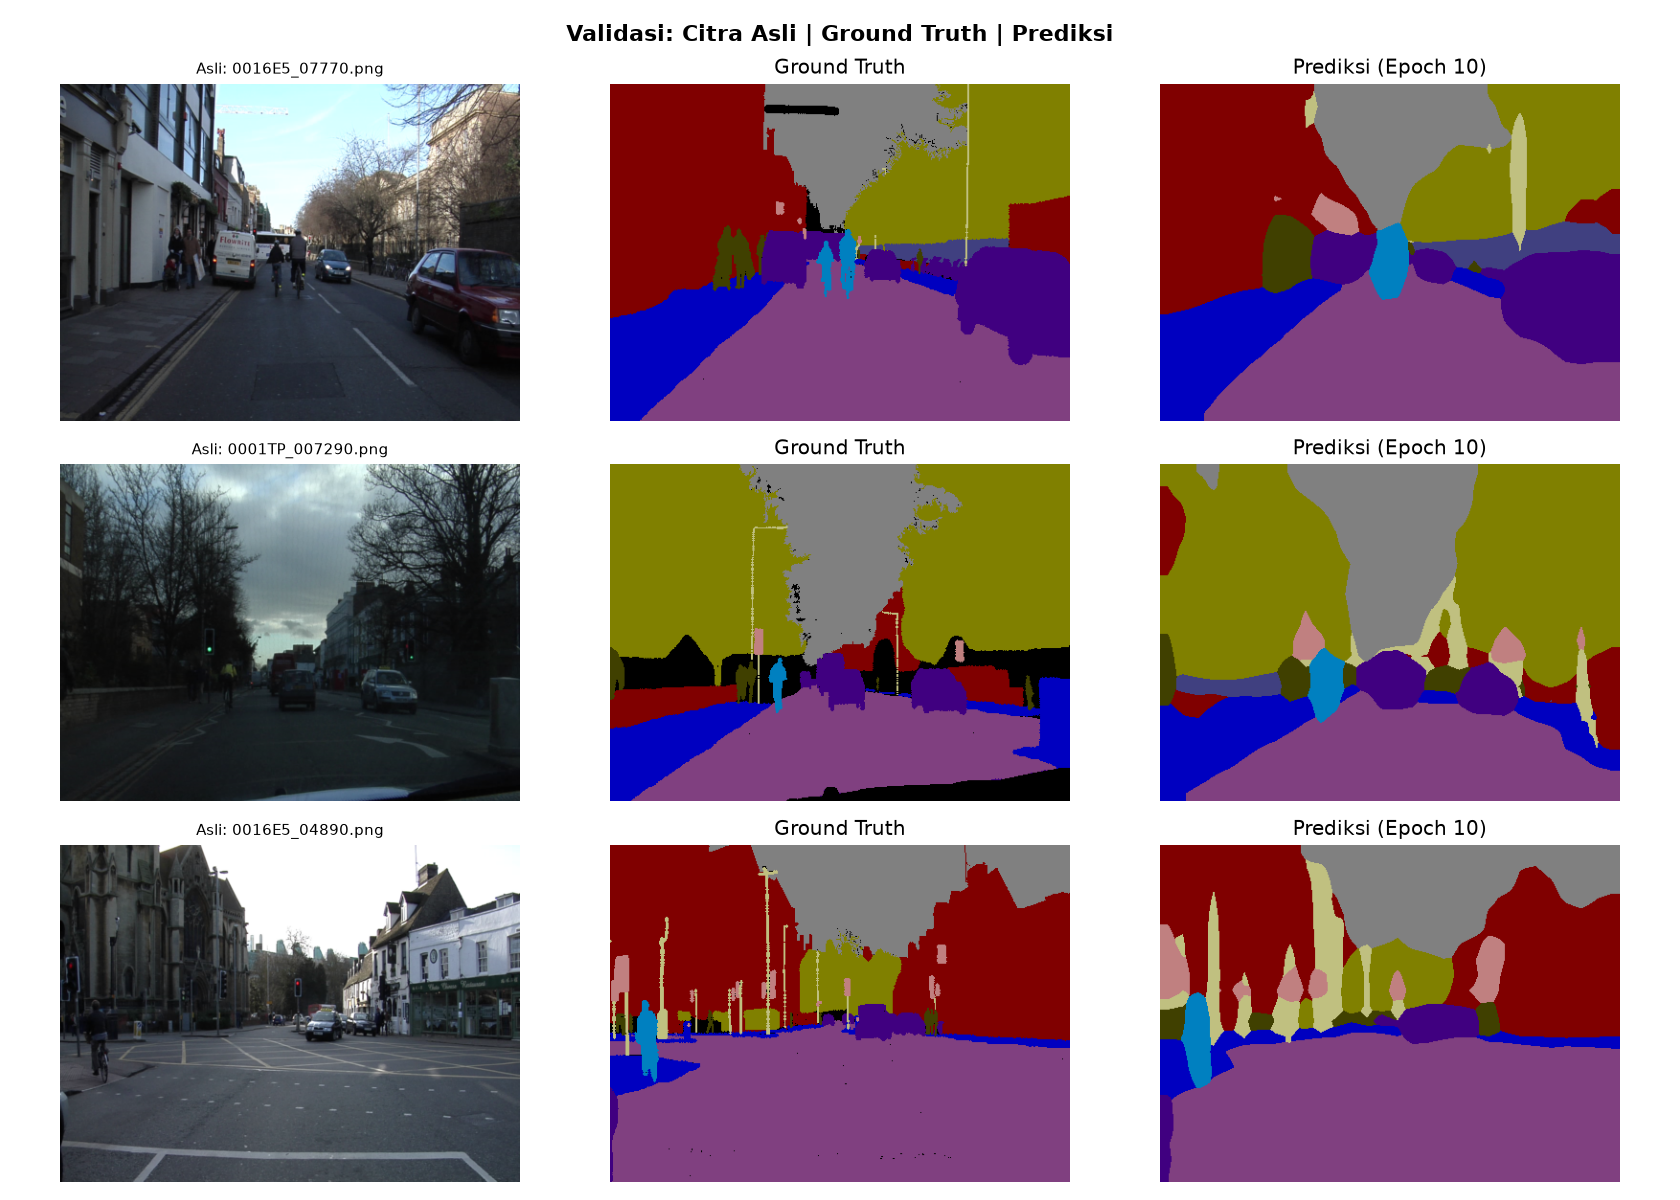 Validasi: Citra Asli | Ground Truth | Prediksi
Asli: 0016E5_07770.png
Ground Truth
Prediksi (Epoch 10)
Flowrite
Asli: 0001TP_007290.png
Ground Truth
Prediksi (Epoch 10)
Asli: 0016E5_04890.png
Ground Truth
Prediksi (Epoch 10)